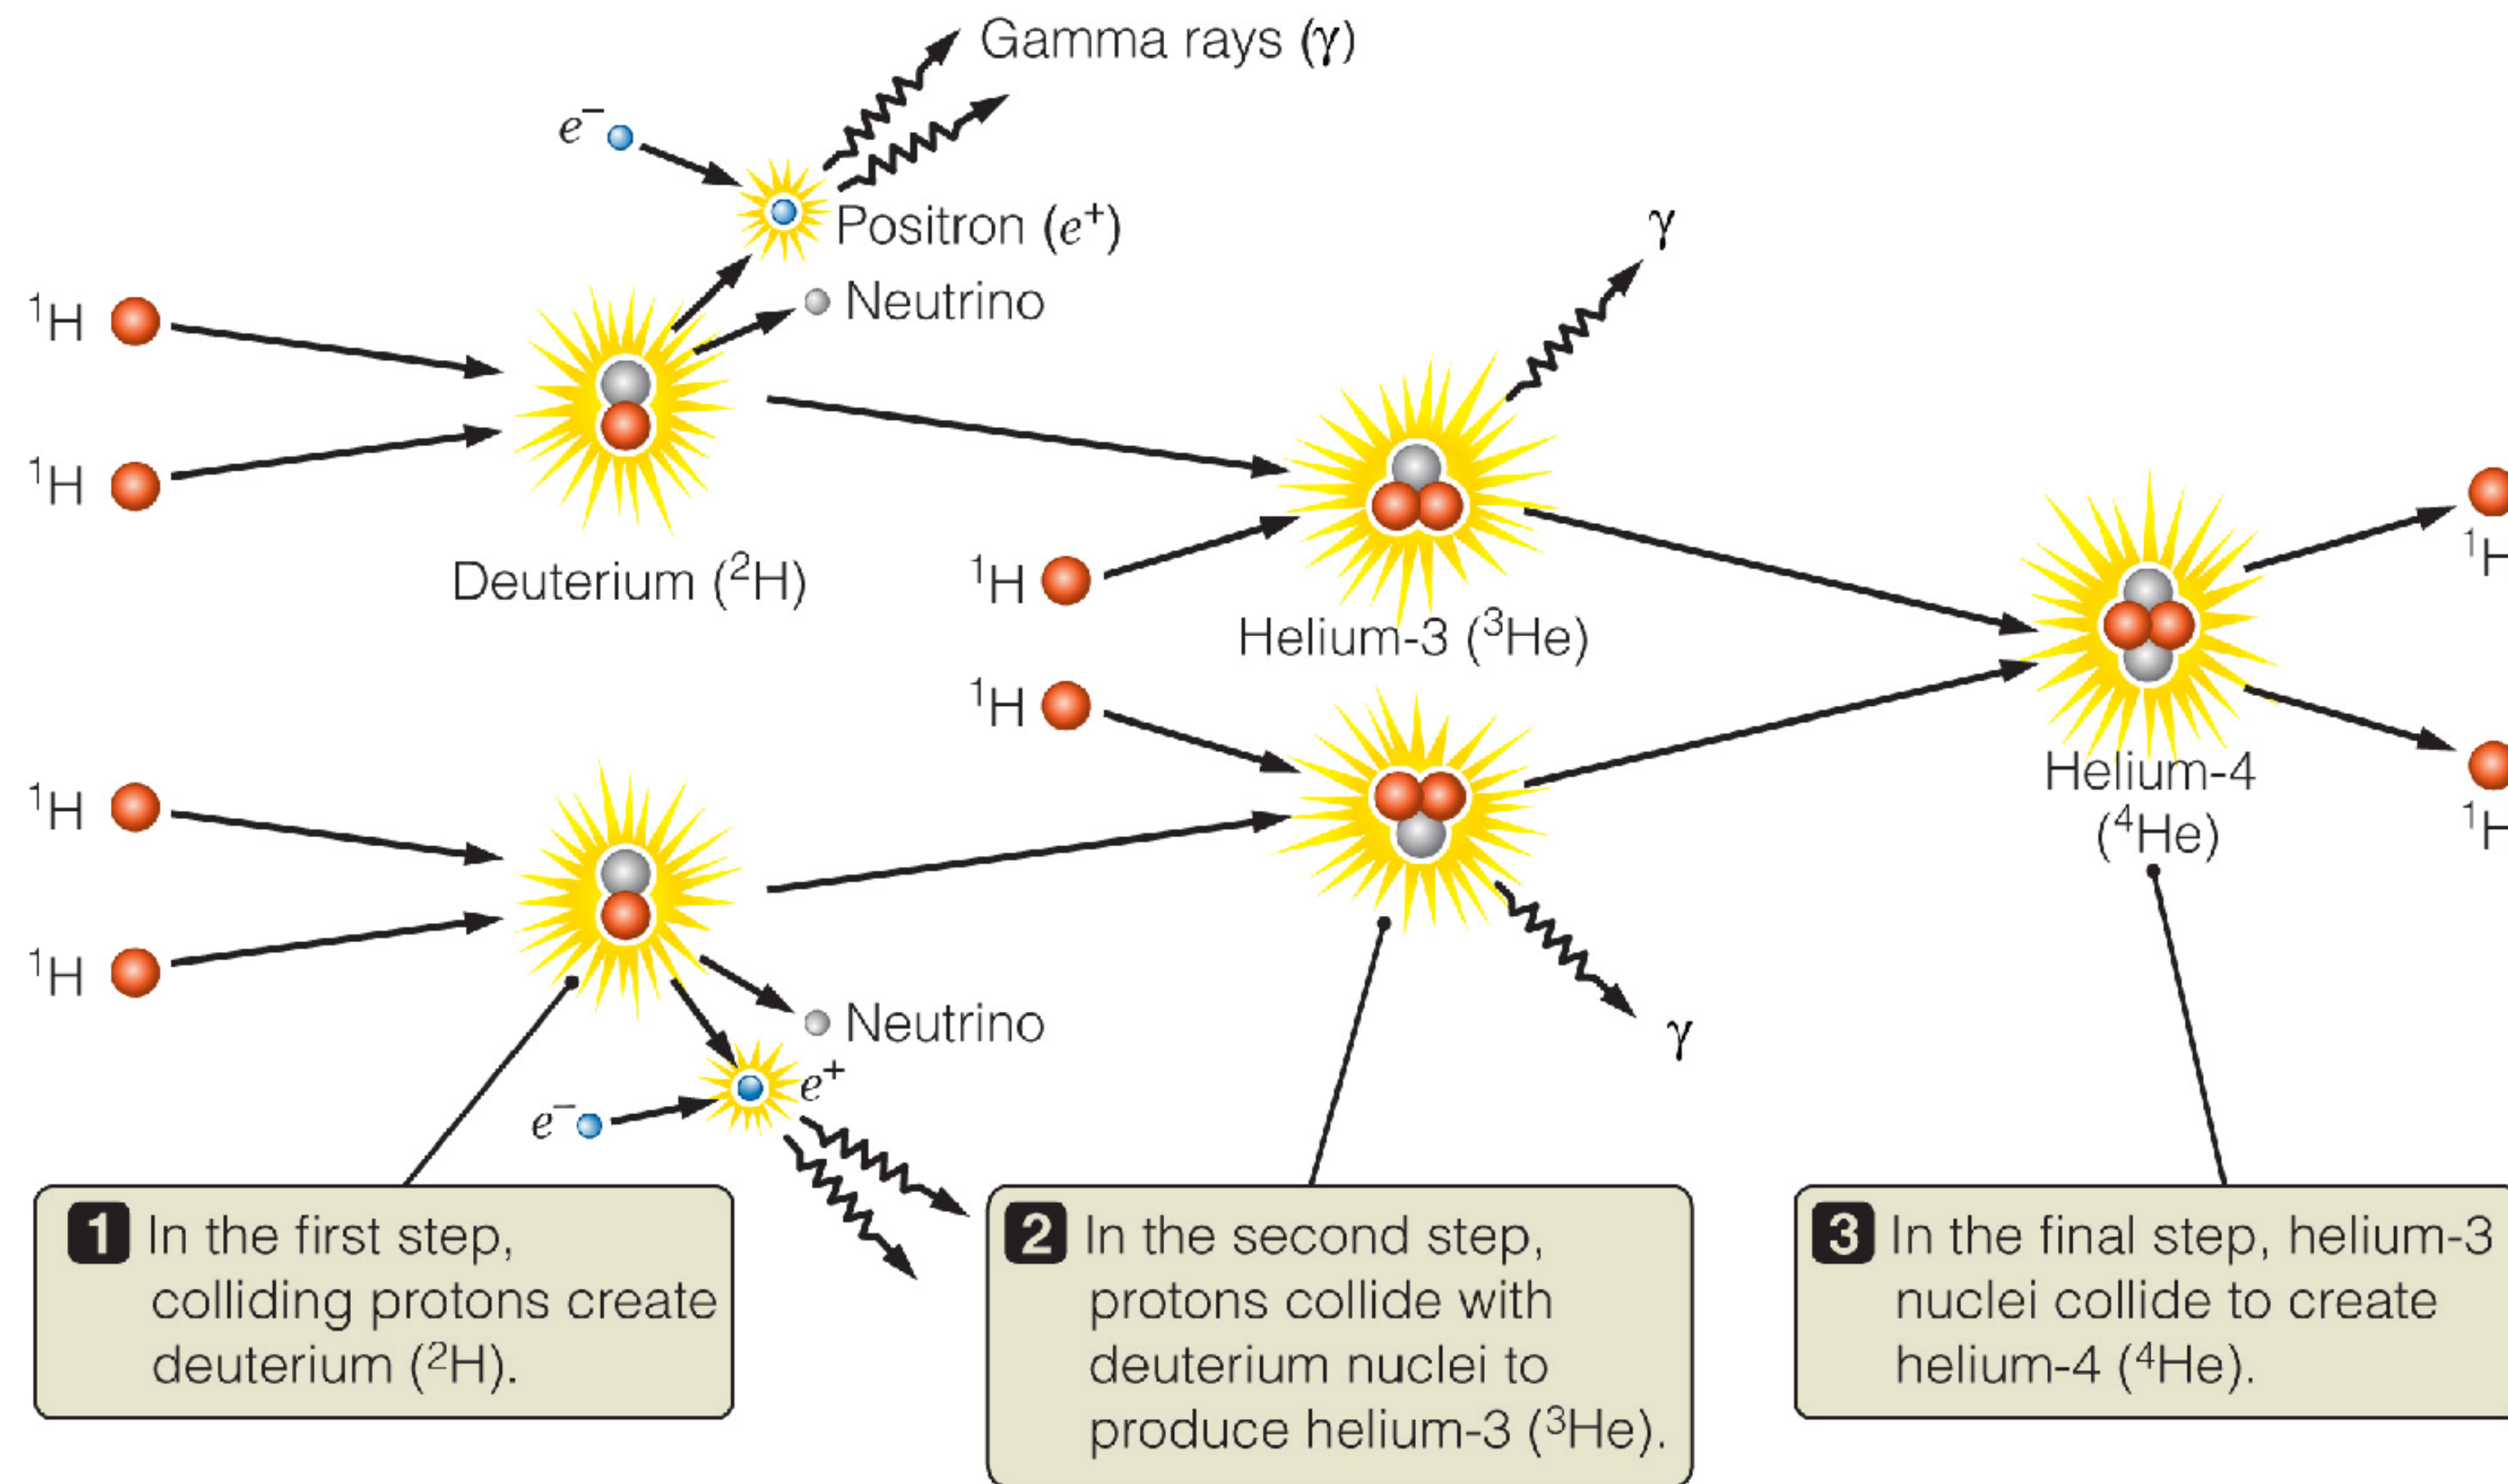 Gamma rays (γ)
e⁻
Positron (e⁺)
γ
¹H
Neutrino
¹H
Deuterium (²H)
¹H
Helium-3 (³He)
¹H
¹H
¹H
Helium-4
(⁴He)
¹H
¹H
Neutrino
γ
e⁺
e⁻
1 In the first step,
colliding protons create
deuterium (²H).
2 In the second step,
protons collide with
deuterium nuclei to
produce helium-3 (³He).
3 In the final step, helium-3
nuclei collide to create
helium-4 (⁴He).